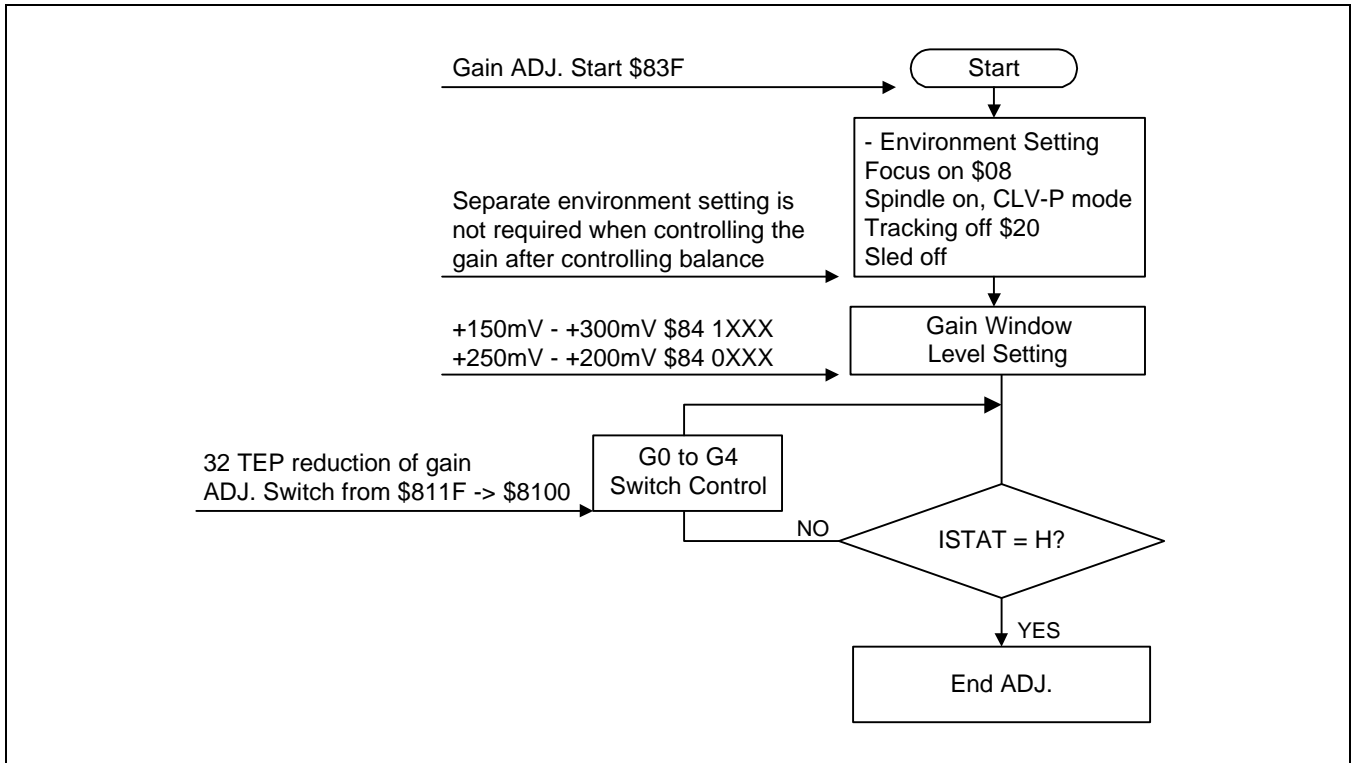 Gain ADJ. Start $83F
Start
- Environment Setting
Focus on $08
Spindle on, CLV-P mode
Tracking off $20
Sled off
Separate environment setting is
not required when controlling the
gain after controlling balance
+150mV - +300mV $84 1XXX
+250mV - +200mV $84 0XXX
Gain Window
Level Setting
32 TEP reduction of gain
ADJ. Switch from $811F -> $8100
G0 to G4
Switch Control
NO
ISTAT = H?
YES
End ADJ.